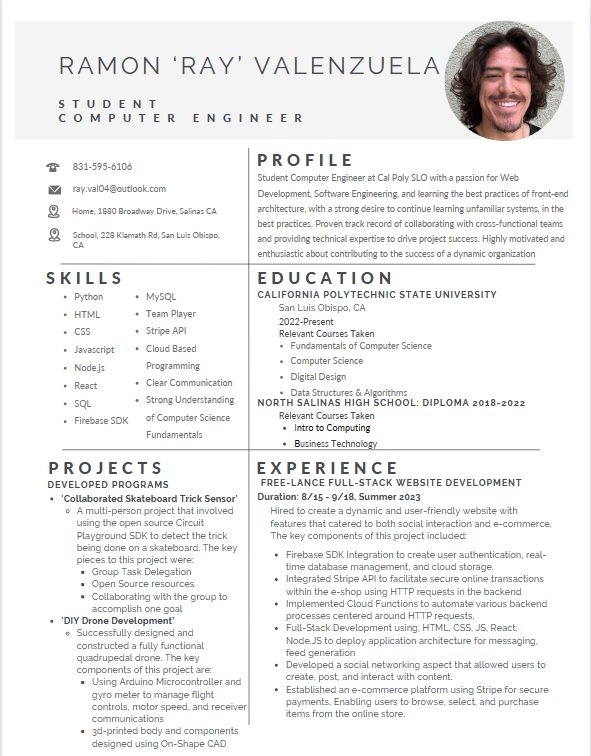 RAMON ‘RAY’ VALENZUELA
STUDENT
COMPUTER ENGINEER
831-595-6106
ray.val04@outlook.com
Home, 1880 Broadway Drive, Salinas CA
School, 228 Klamath Rd, San Luis Obispo,
CA
PROFILE
Student Computer Engineer at Cal Poly SLO with a passion for Web
Development, Software Engineering, and learning the best practices of front-end
architecture, with a strong desire to continue learning unfamiliar systems, in the
best practices. Proven track record of collaborating with cross-functional teams
and providing technical expertise to drive project success. Highly motivated and
enthusiastic about contributing to the success of a dynamic organization
SKILLS
• Python
• HTML
• CSS
• Javascript
• Node.js
• React
• SQL
• Firebase SDK
• MySQL
• Team Player
• Stripe API
• Cloud Based
Programming
• Clear Communication
• Strong Understanding
of Computer Science
Fundamentals
EDUCATION
CALIFORNIA POLYTECHNIC STATE UNIVERSITY
San Luis Obispo, CA
2022-Present
Relevant Courses Taken
• Fundamentals of Computer Science
• Computer Science
• Digital Design
• Data Structures & Algorithms
NORTH SALINAS HIGH SCHOOL: DIPLOMA 2018-2022
Relevant Courses Taken
• Intro to Computing
• Business Technology
PROJECTS
DEVELOPED PROGRAMS
• 'Collaborated Skateboard Trick Sensor'
○ A multi-person project that involved
using the open source Circuit
Playground SDK to detect the trick
being done on a skateboard. The key
pieces to this project were:
▪ Group Task Delegation
▪ Open Source resources
▪ Collaborating with the group to
accomplish one goal
• 'DIY Drone Development'
○ Successfully designed and
constructed a fully functional
quadrupedal drone. The key
components of this project are:
▪ Using Arduino Microcontroller and
gyro meter to manage flight
controls, motor speed, and receiver
communications
▪ 3d-printed body and components
designed using On-Shape CAD
EXPERIENCE
FREE-LANCE FULL-STACK WEBSITE DEVELOPMENT
Duration: 8/15 - 9/18, Summer 2023
Hired to create a dynamic and user-friendly website with
features that catered to both social interaction and e-commerce.
The key components of this project included:
• Firebase SDK Integration to create user authentication, real-
time database management, and cloud storage.
• Integrated Stripe API to facilitate secure online transactions
within the e-shop using HTTP requests in the backend
• Implemented Cloud Functions to automate various backend
processes centered around HTTP requests,
• Full-Stack Development using, HTML, CSS, JS, React,
Node.JS to deploy application architecture for messaging,
feed generation
• Developed a social networking aspect that allowed users to
create, post, and interact with content.
• Established an e-commerce platform using Stripe for secure
payments, Enabling users to browse, select, and purchase
items from the online store.